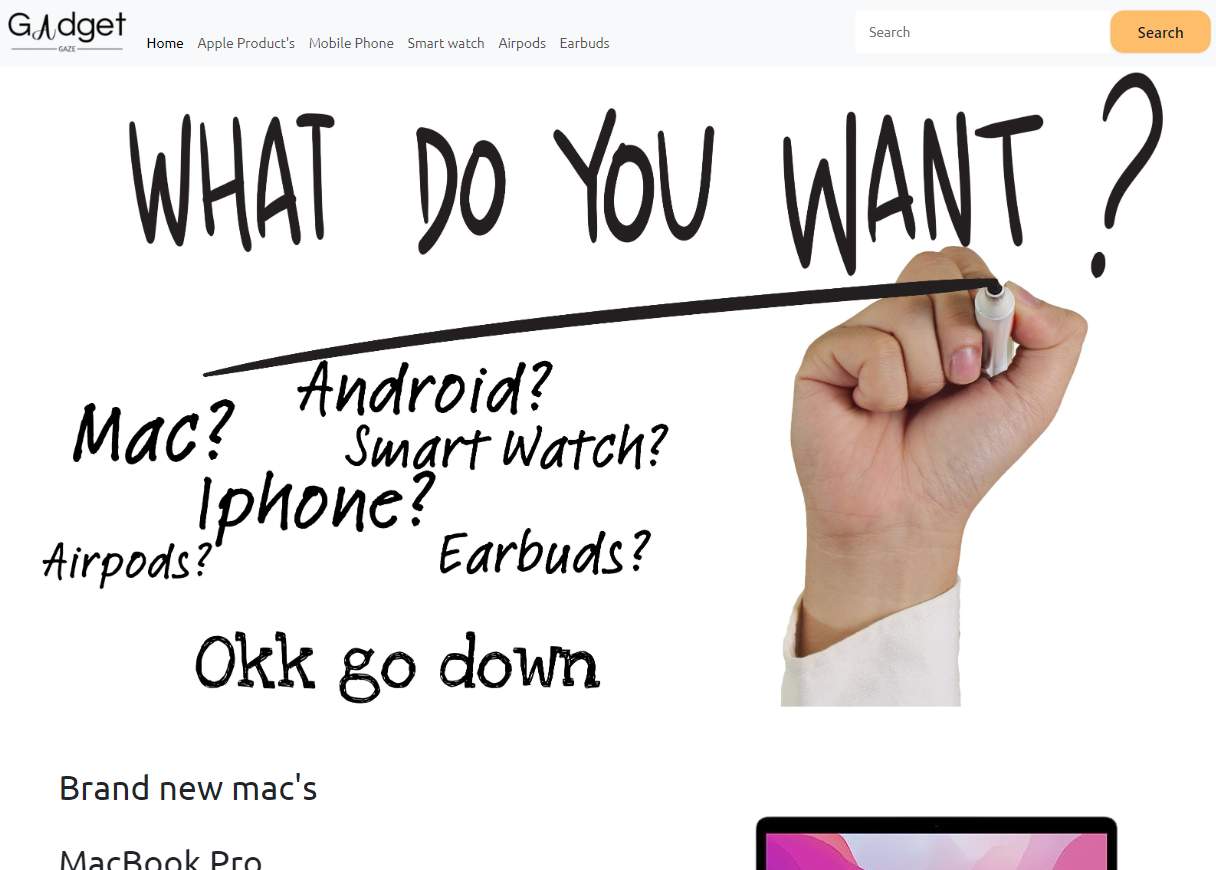 GAdget
GAZE
Home Apple Product's Mobile Phone Smart watch Airpods Earbuds
Search
Search
WHAT DO YOU WANT ?
Android?
Mac?
Smart Watch?
Iphone?
Airpods?
Earbuds?
Okk go down
Brand new mac's
MacBook Pro